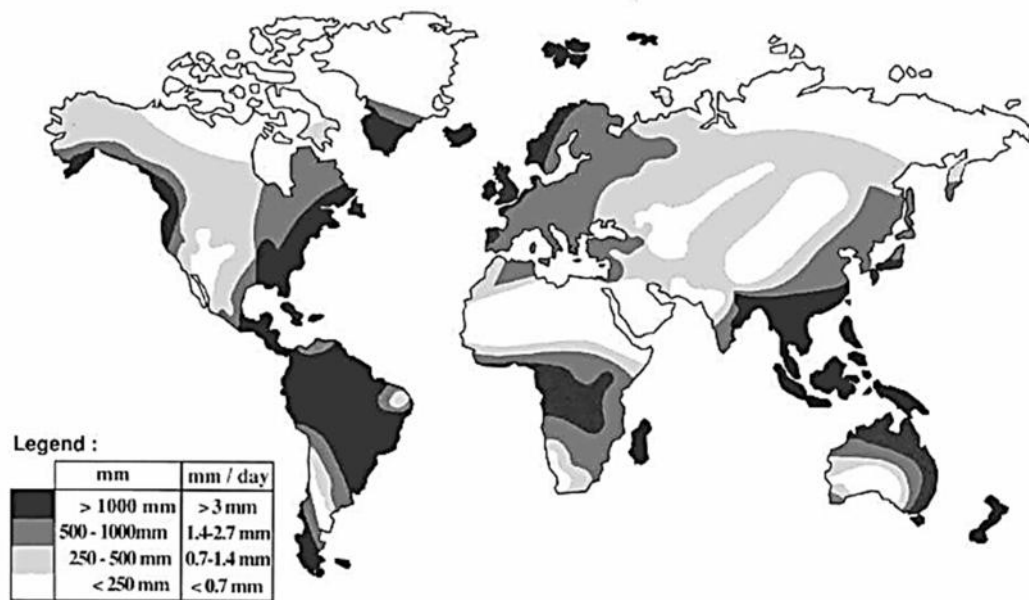 Legend :
mm mm / day
> 1000 mm > 3 mm
500 - 1000mm 1.4-2.7 mm
250 - 500 mm 0.7-1.4 mm
< 250 mm < 0.7 mm